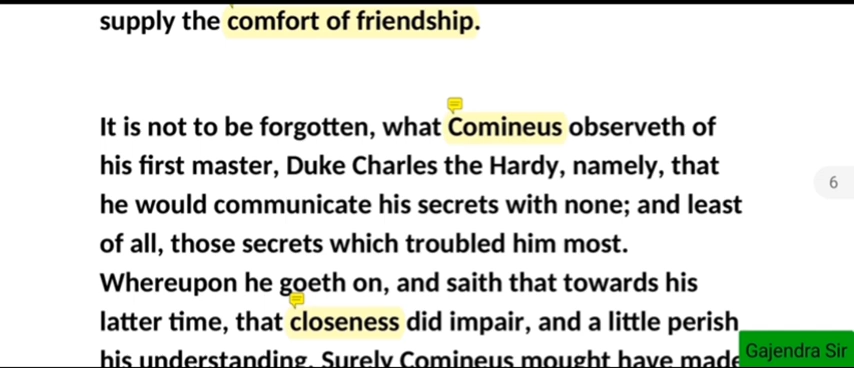 supply the comfort of friendship.
It is not to be forgotten, what Comineus observeth of
his first master, Duke Charles the Hardy, namely, that
6
he would communicate his secrets with none; and least
of all, those secrets which troubled him most.
Whereupon he goeth on, and saith that towards his
latter time, that closeness did impair, and a little perish
his understanding. Surely Comineus mought have made
Gajendra Sir